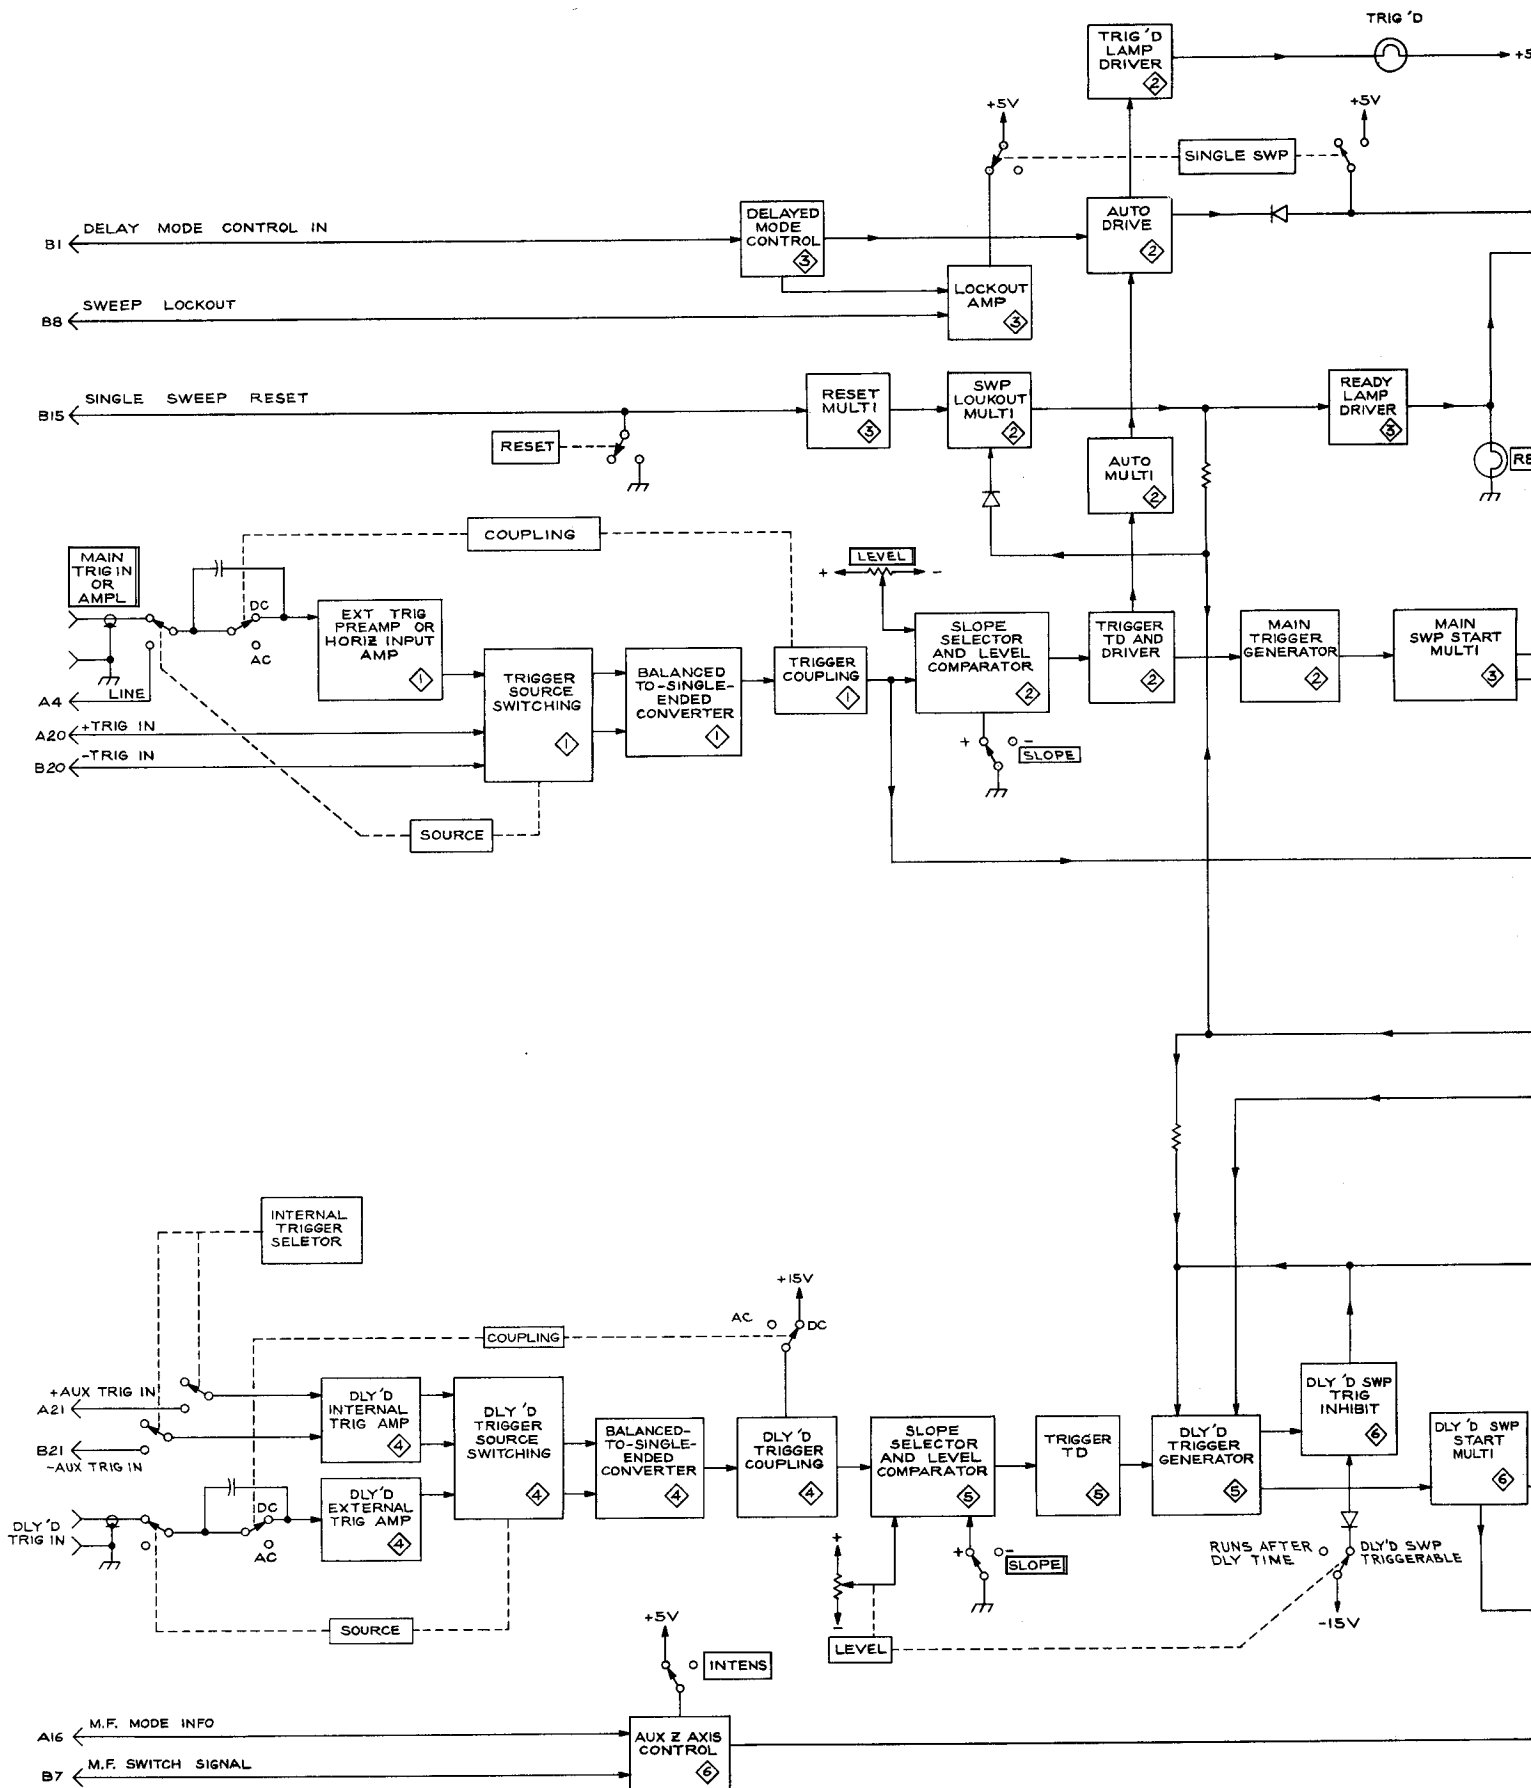 TRIG 'D
TRIG 'D
LAMP
DRIVER
2
+5V
+5V
SINGLE SWP
DELAY MODE CONTROL IN
B1
DELAYED
MODE
CONTROL
3
AUTO
DRIVE
2
SWEEP LOCKOUT
B8
LOCKOUT
AMP
3
SINGLE SWEEP RESET
B15
RESET
RESET
MULTI
3
SWP
LOUKOUT
MULTI
2
READY
LAMP
DRIVER
3
AUTO
MULTI
2
COUPLING
MAIN
TRIG IN
OR
AMPL
DC
AC
LINE
A4
EXT TRIG
PREAMP OR
HORIZ INPUT
AMP
1
TRIGGER
SOURCE
SWITCHING
1
BALANCED
TO-SINGLE-
ENDED
CONVERTER
1
TRIGGER
COUPLING
1
LEVEL
+ -
SLOPE
SELECTOR
AND LEVEL
COMPARATOR
2
TRIGGER
TD AND
DRIVER
2
MAIN
TRIGGER
GENERATOR
2
MAIN
SWP START
MULTI
3
+TRIG IN
A20
-TRIG IN
B20
+ -
SLOPE
SOURCE
INTERNAL
TRIGGER
SELETOR
+15V
AC DC
COUPLING
+AUX TRIG IN
A21
B21
-AUX TRIG IN
DLY'D
INTERNAL
TRIG AMP
4
DLY'D
TRIGGER
SOURCE
SWITCHING
4
BALANCED-
TO-SINGLE-
ENDED
CONVERTER
4
DLY'D
TRIGGER
COUPLING
4
SLOPE
SELECTOR
AND LEVEL
COMPARATOR
5
TRIGGER
TD
5
DLY'D
TRIGGER
GENERATOR
5
DLY'D SWP
TRIG
INHIBIT
6
DLY'D SWP
START
MULTI
6
DC
AC
DLY'D
TRIG IN
DLY'D
EXTERNAL
TRIG AMP
4
+
-
+ -
SLOPE
RUNS AFTER
DLY TIME
DLY'D SWP
TRIGGERABLE
-15V
SOURCE
LEVEL
+5V
INTENS
M.F. MODE INFO
A16
M.F. SWITCH SIGNAL
B7
AUX Z AXIS
CONTROL
6